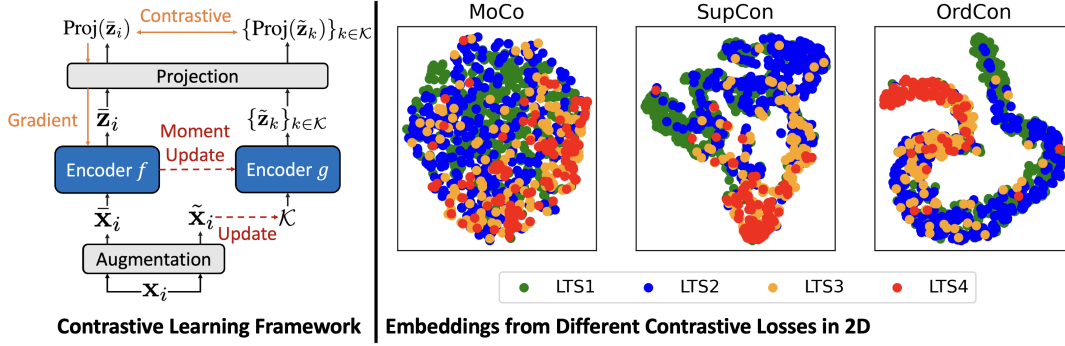 Proj(z̄ᵢ) Contrastive {Proj(z̃ₖ)}ₖ∈𝒦
Projection
Gradient z̄ᵢ {z̃ₖ}ₖ∈𝒦
Moment
Update
Encoder f Encoder g
x̄ᵢ x̃ᵢ 𝒦
Update
Augmentation
xᵢ
Contrastive Learning Framework
MoCo SupCon OrdCon
LTS1 LTS2 LTS3 LTS4
Embeddings from Different Contrastive Losses in 2D